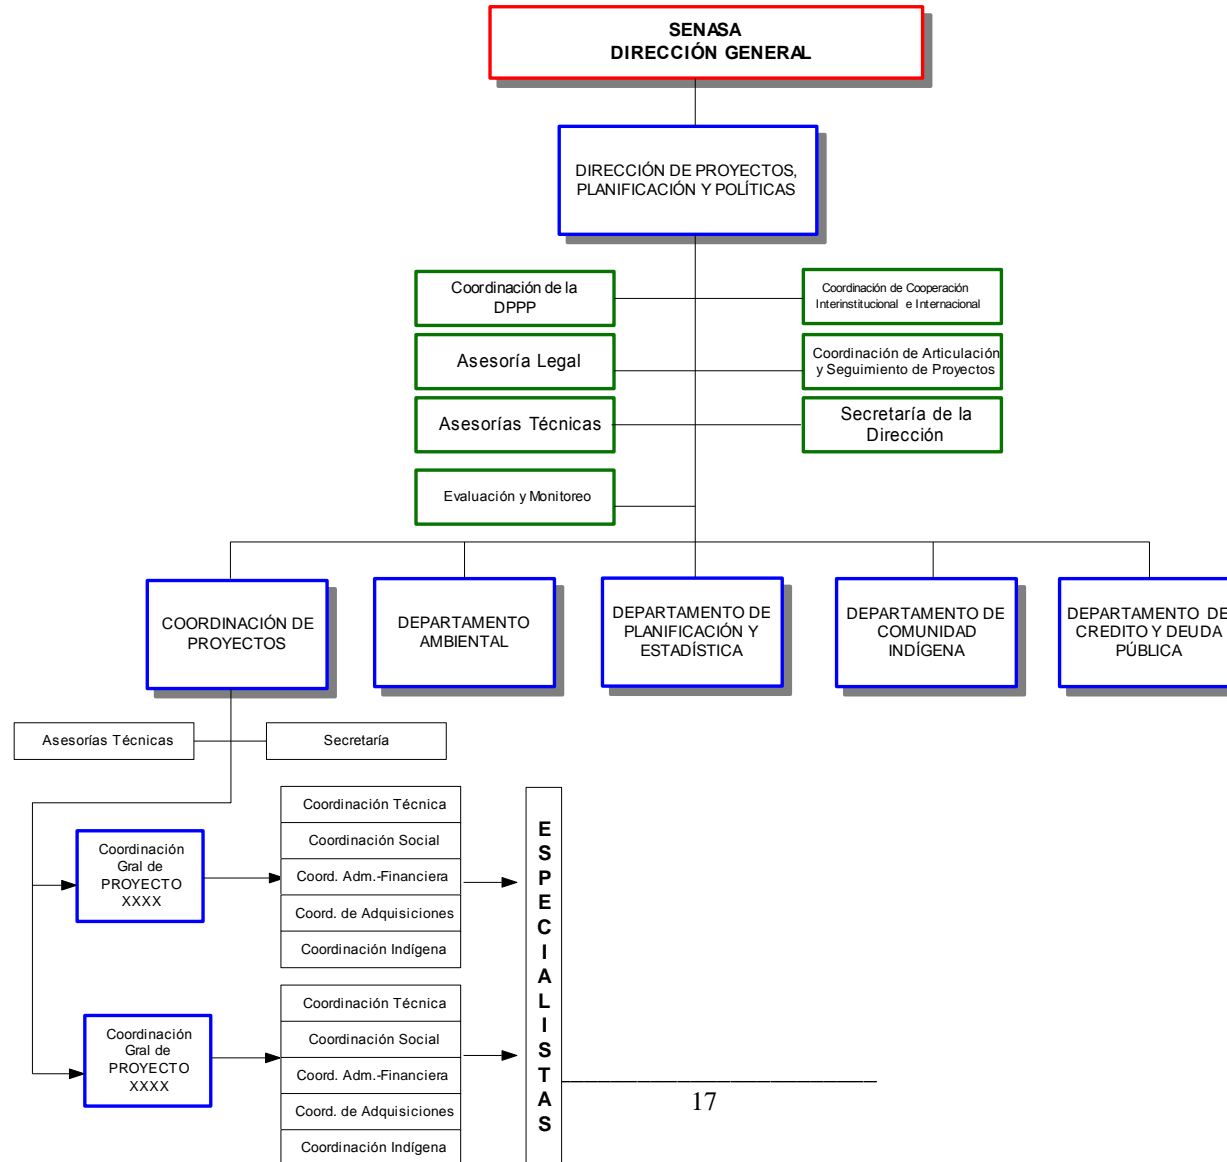 SENASA
DIRECCIÓN GENERAL
DIRECCIÓN DE PROYECTOS,
PLANIFICACIÓN Y POLÍTICAS
Coordinación de la
DPPP
Coordinación de Cooperación
Interinstitucional e Internacional
Asesoría Legal
Coordinación de Articulación
y Seguimiento de Proyectos
Asesorías Técnicas
Secretaría de la
Dirección
Evaluación y Monitoreo
COORDINACIÓN DE
PROYECTOS
DEPARTAMENTO
AMBIENTAL
DEPARTAMENTO DE
PLANIFICACIÓN Y
ESTADÍSTICA
DEPARTAMENTO DE
COMUNIDAD
INDÍGENA
DEPARTAMENTO DE
CREDITO Y DEUDA
PÚBLICA
Asesorías Técnicas
Secretaría
Coordinación
Gral de
PROYECTO
XXXX
Coordinación Técnica
Coordinación Social
Coord. Adm.-Financiera
Coord. de Adquisiciones
Coordinación Indígena
Coordinación
Gral de
PROYECTO
XXXX
Coordinación Técnica
Coordinación Social
Coord. Adm.-Financiera
Coord. de Adquisiciones
Coordinación Indígena
E
S
P
E
C
I
A
L
I
S
T
A
S
17